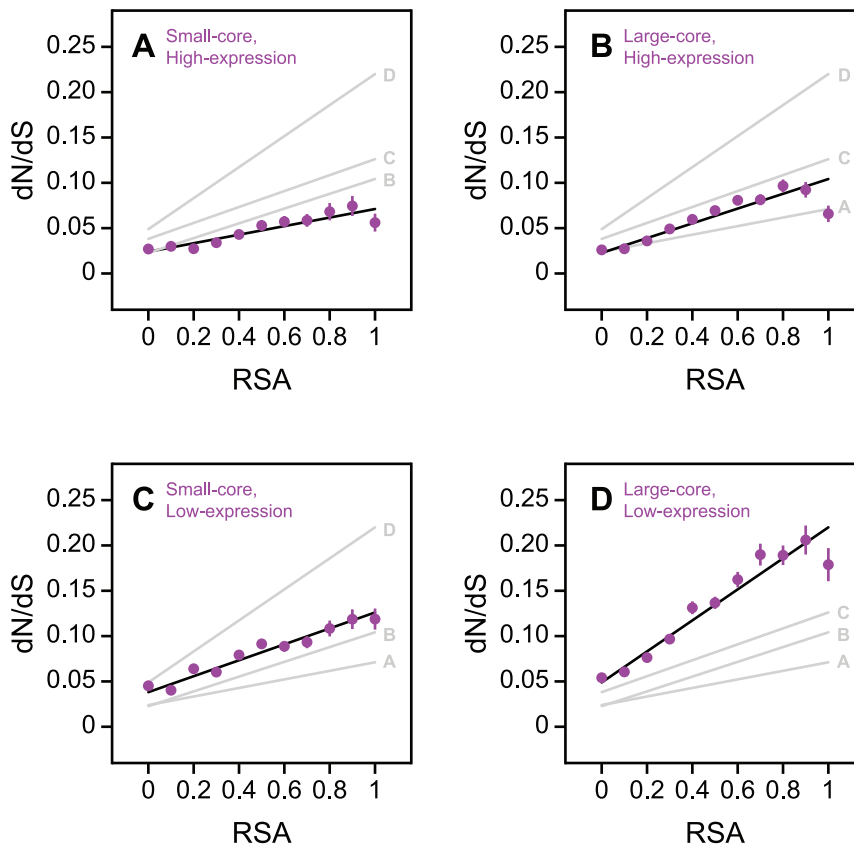 A Small-core,
High-expression
0.25
0.20
0.15
0.10
0.05
0
dN/dS
D
C
B
0 0.2 0.4 0.6 0.8 1
RSA
B Large-core,
High-expression
0.25
0.20
0.15
0.10
0.05
0
dN/dS
D
C
A
0 0.2 0.4 0.6 0.8 1
RSA
C Small-core,
Low-expression
0.25
0.20
0.15
0.10
0.05
0
dN/dS
D
B
A
0 0.2 0.4 0.6 0.8 1
RSA
D Large-core,
Low-expression
0.25
0.20
0.15
0.10
0.05
0
dN/dS
C
B
A
0 0.2 0.4 0.6 0.8 1
RSA